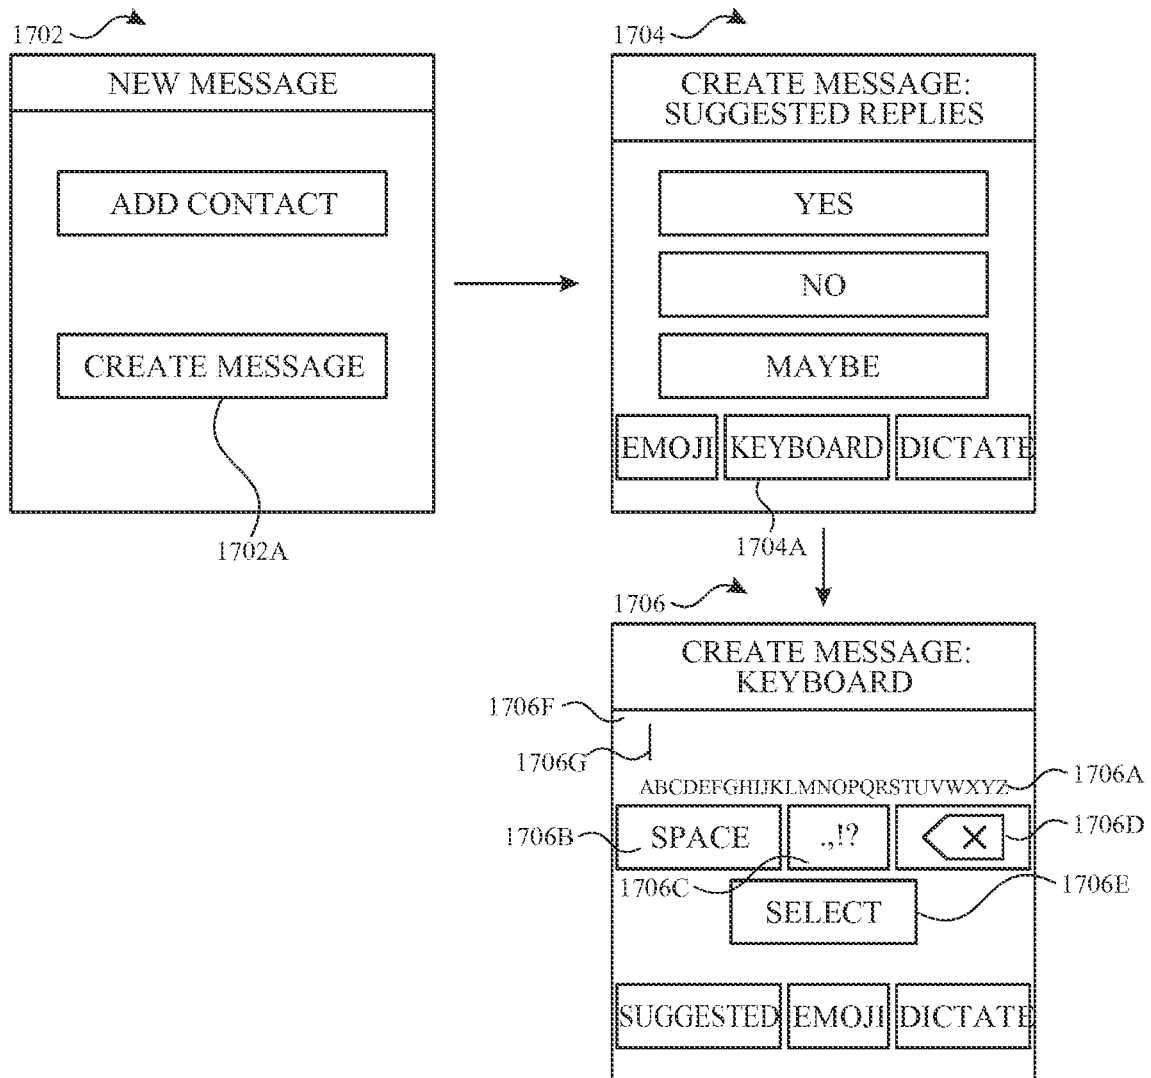 1702
NEW MESSAGE
ADD CONTACT
CREATE MESSAGE
1702A
1704
CREATE MESSAGE:
SUGGESTED REPLIES
YES
NO
MAYBE
EMOJI KEYBOARD DICTATE
1704A
1706
CREATE MESSAGE:
KEYBOARD
1706F
1706G
ABCDEFGHIJKLMNOPQRSTUVWXYZ 1706A
1706B SPACE .,!? X 1706D
1706C SELECT 1706E
SUGGESTED EMOJI DICTATE